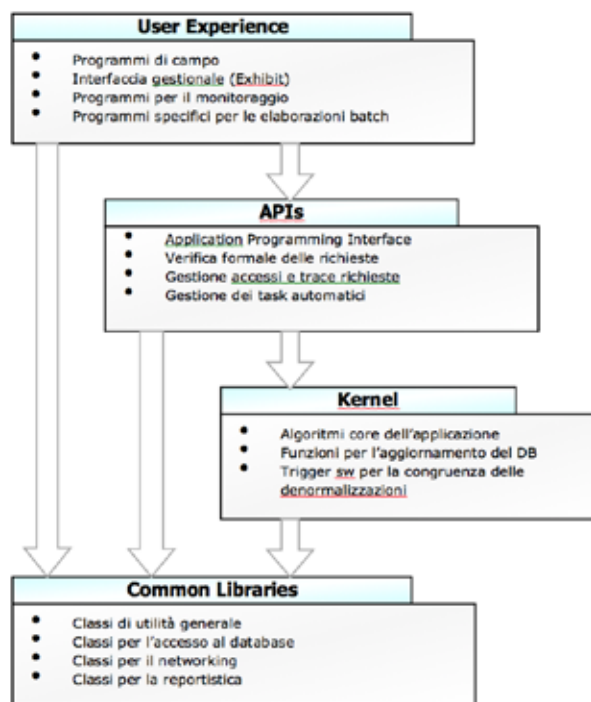 User Experience
Programmi di campo
Interfaccia gestionale (Exhibit)
Programmi per il monitoraggio
Programmi specifici per le elaborazioni batch
APIs
Application Programming Interface
Verifica formale delle richieste
Gestione accessi e trace richieste
Gestione dei task automatici
Kernel
Algoritmi core dell'applicazione
Funzioni per l'aggiornamento del DB
Trigger sw per la congruenza delle
denormalizzazioni
Common Libraries
Classi di utilità generale
Classi per l'accesso al database
Classi per il networking
Classi per la reportistica